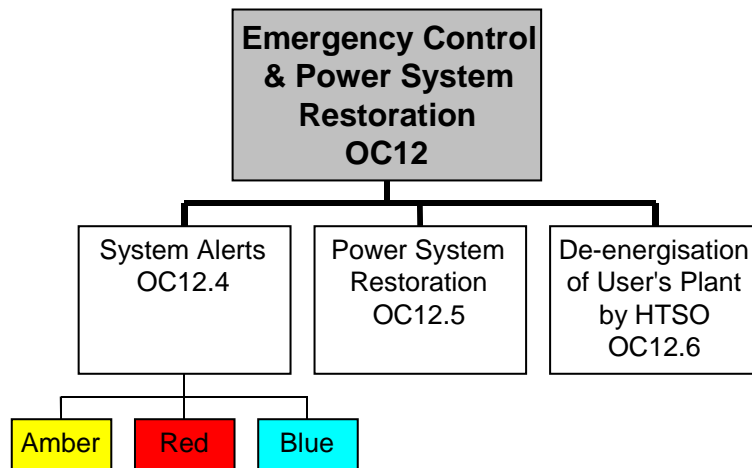 Emergency Control
& Power System
Restoration
OC12
System Alerts
OC12.4
Power System
Restoration
OC12.5
De-energisation
of User's Plant
by HTSO
OC12.6
Amber
Red
Blue